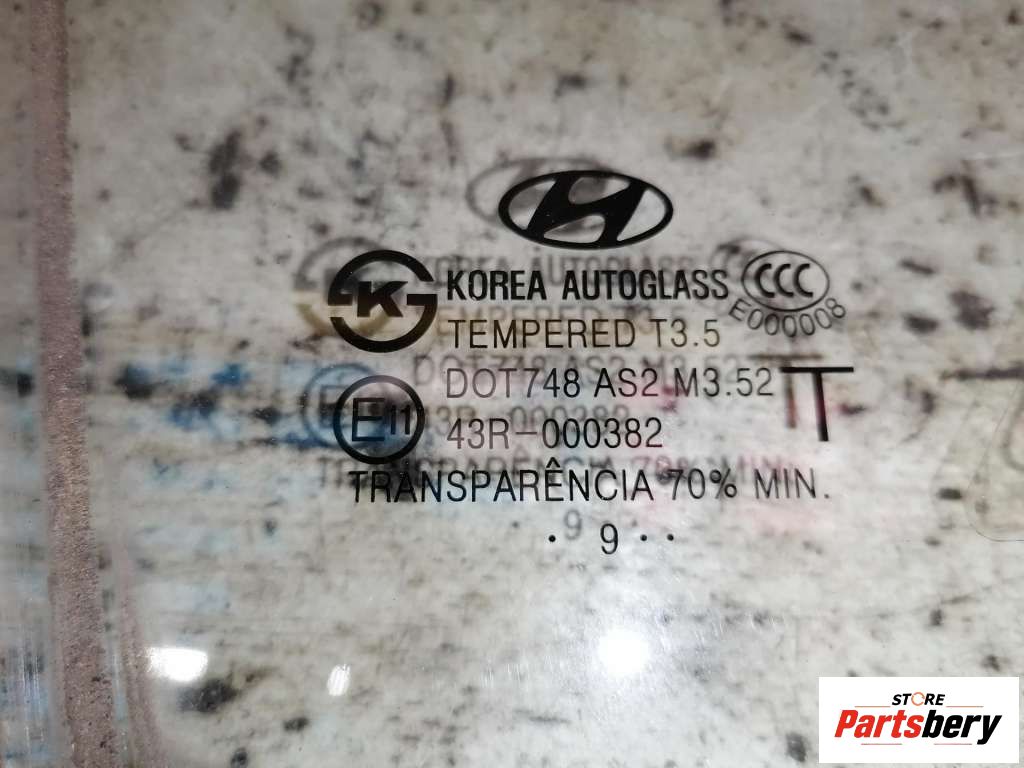 K KOREA AUTOGLASS CCC
E000008
TEMPERED T3.5
DOT748 AS2 M3.52 TT
E11 43R-000382
TRANSPARÊNCIA 70% MIN.
. 9 . .
STORE
Partsbery